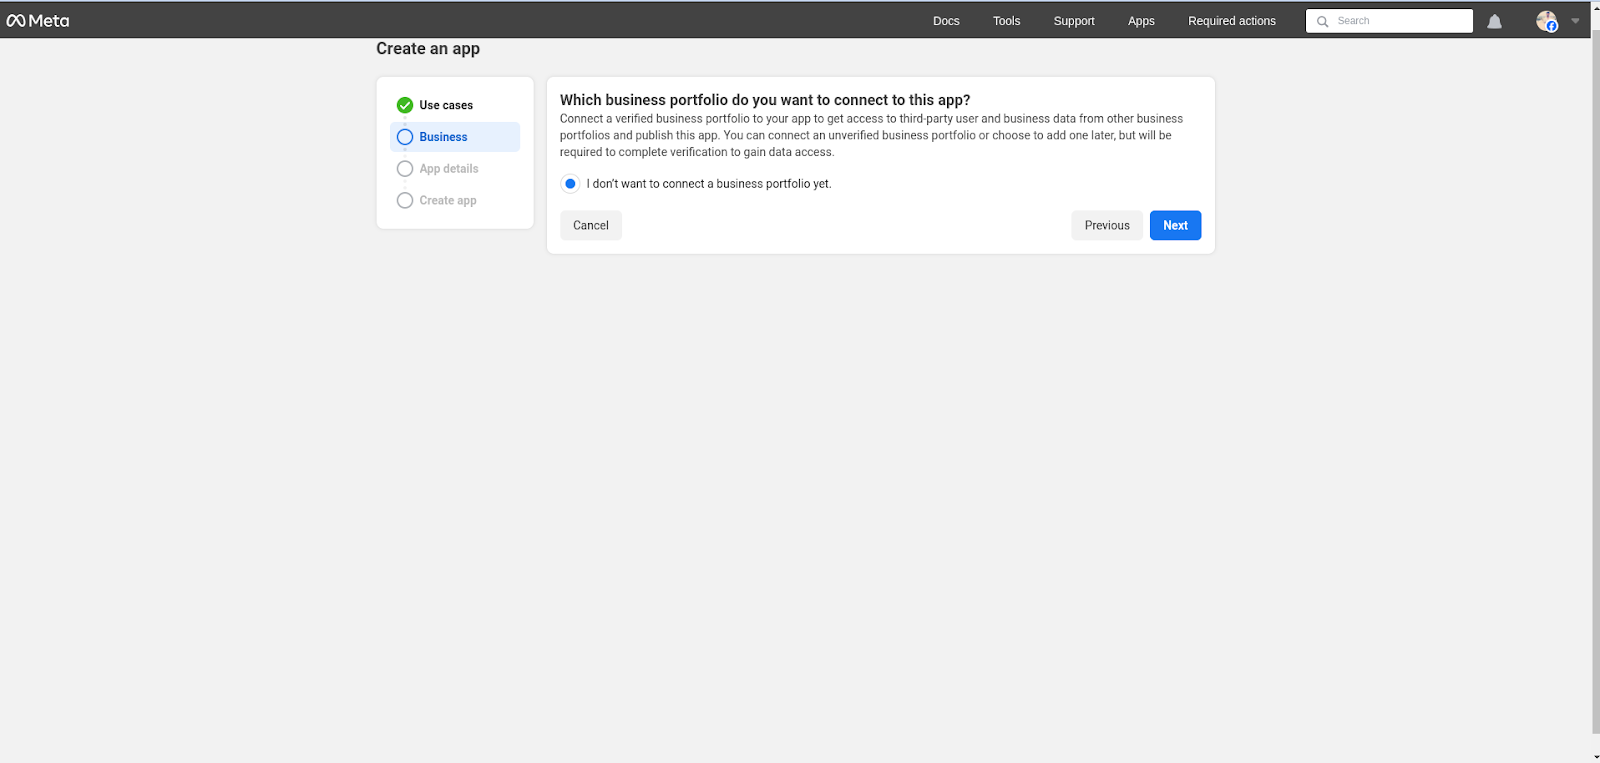 Meta
Docs
Tools
Support
Apps
Required actions
Search
Create an app
Use cases
Business
App details
Create app
Which business portfolio do you want to connect to this app?
Connect a verified business portfolio to your app to get access to third-party user and business data from other business
portfolios and publish this app. You can connect an unverified business portfolio or choose to add one later, but will be
required to complete verification to gain data access.
I don’t want to connect a business portfolio yet.
Cancel
Previous
Next